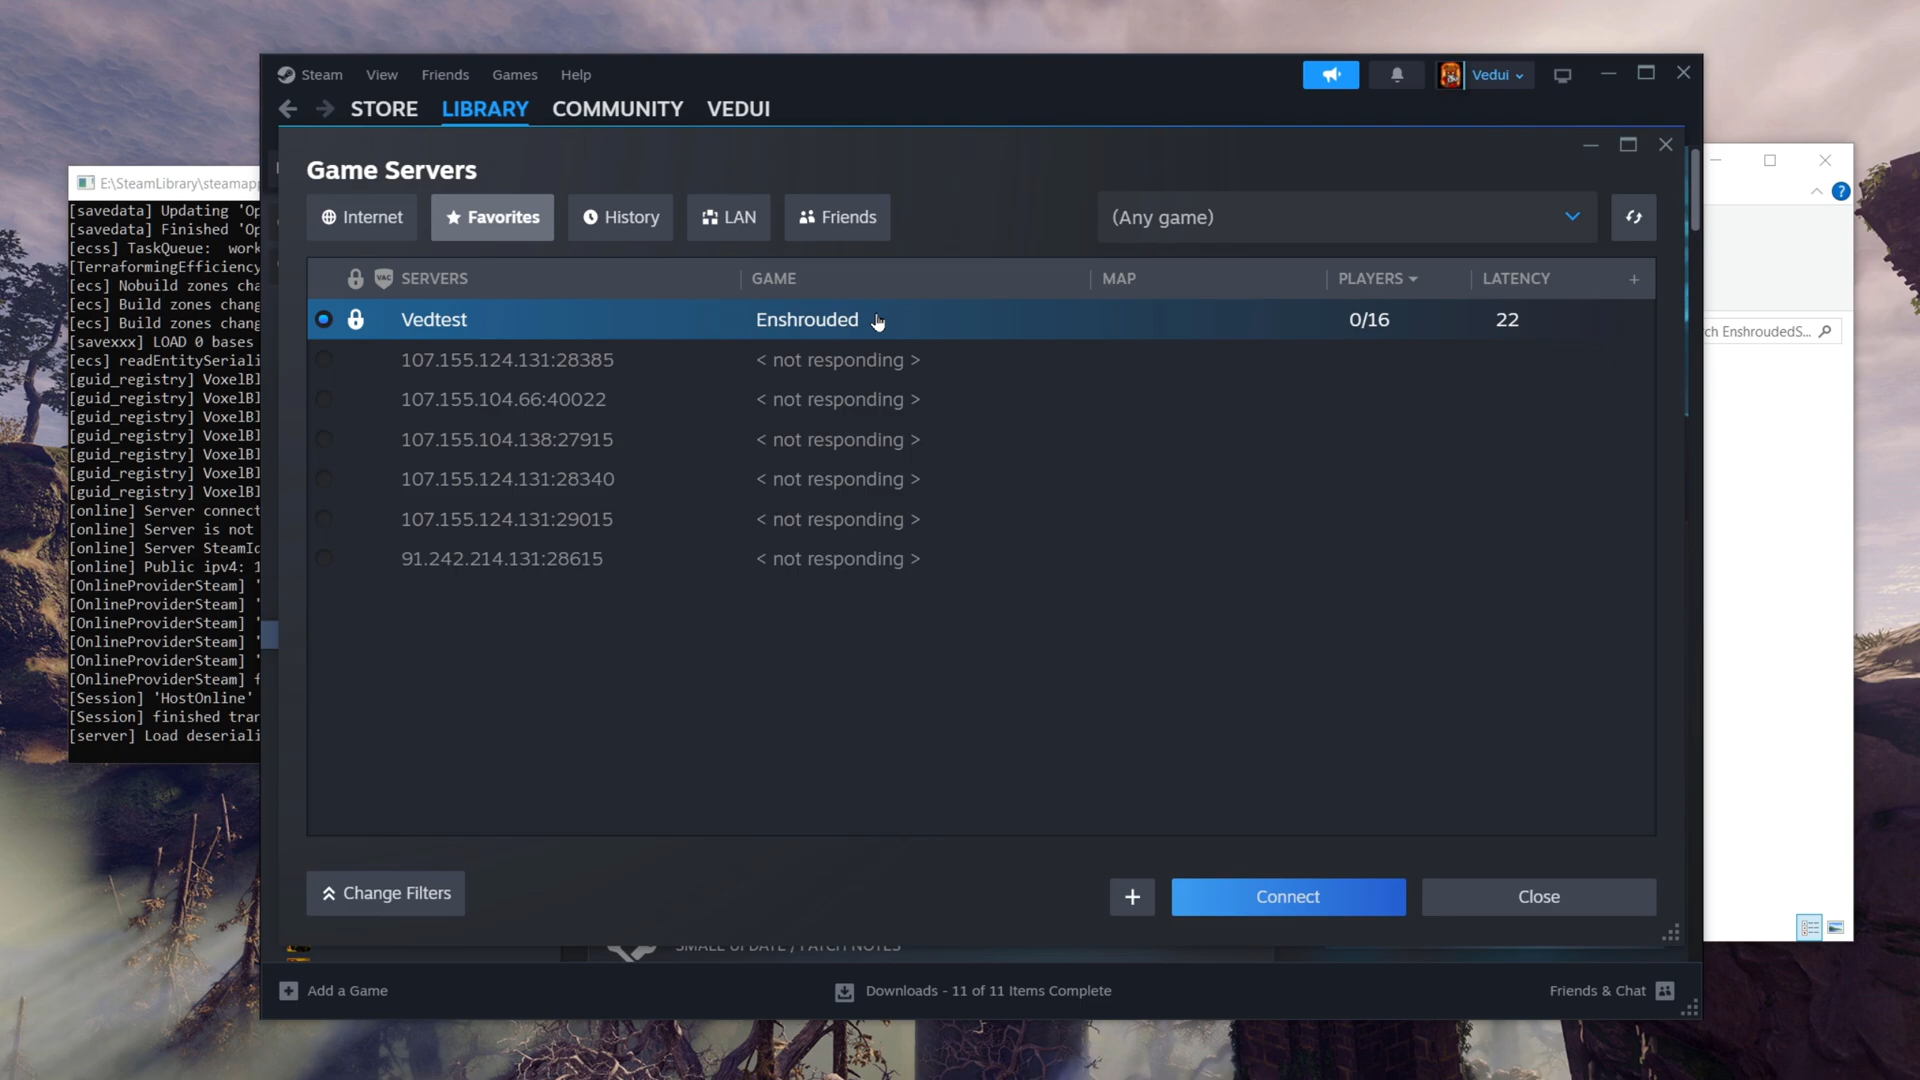 Steam View Friends Games Help Vedui
STORE LIBRARY COMMUNITY VEDUI
Game Servers
Internet Favorites History LAN Friends (Any game)
VAC SERVERS GAME MAP PLAYERS LATENCY +
Vedtest Enshrouded 0/16 22
107.155.124.131:28385 < not responding >
107.155.104.66:40022 < not responding >
107.155.104.138:27915 < not responding >
107.155.124.131:28340 < not responding >
107.155.124.131:29015 < not responding >
91.242.214.131:28615 < not responding >
Change Filters + Connect Close
SMALL UPDATE / PATCH NOTES
Add a Game Downloads - 11 of 11 Items Complete Friends & Chat
E:\SteamLibrary\steamapp
[savedata] Updating 'Op
[savedata] Finished 'Op
[ecss] TaskQueue: work
[TerraformingEfficiency
[ecs] Nobuild zones cha
[ecs] Build zones chang
[ecs] Build zones chang
[savexxx] LOAD 0 bases
[ecs] readEntitySeriali
[guid_registry] VoxelBl
[guid_registry] VoxelBl
[guid_registry] VoxelBl
[guid_registry] VoxelBl
[guid_registry] VoxelBl
[guid_registry] VoxelBl
[guid_registry] VoxelBl
[online] Server connect
[online] Server is not
[online] Server SteamId
[online] Public ipv4: 1
[OnlineProviderSteam] '
[OnlineProviderSteam] '
[OnlineProviderSteam] '
[OnlineProviderSteam] '
[OnlineProviderSteam] '
[OnlineProviderSteam] f
[Session] 'HostOnline'
[Session] finished tran
[server] Load deseriali
?
ch EnshroudedS...